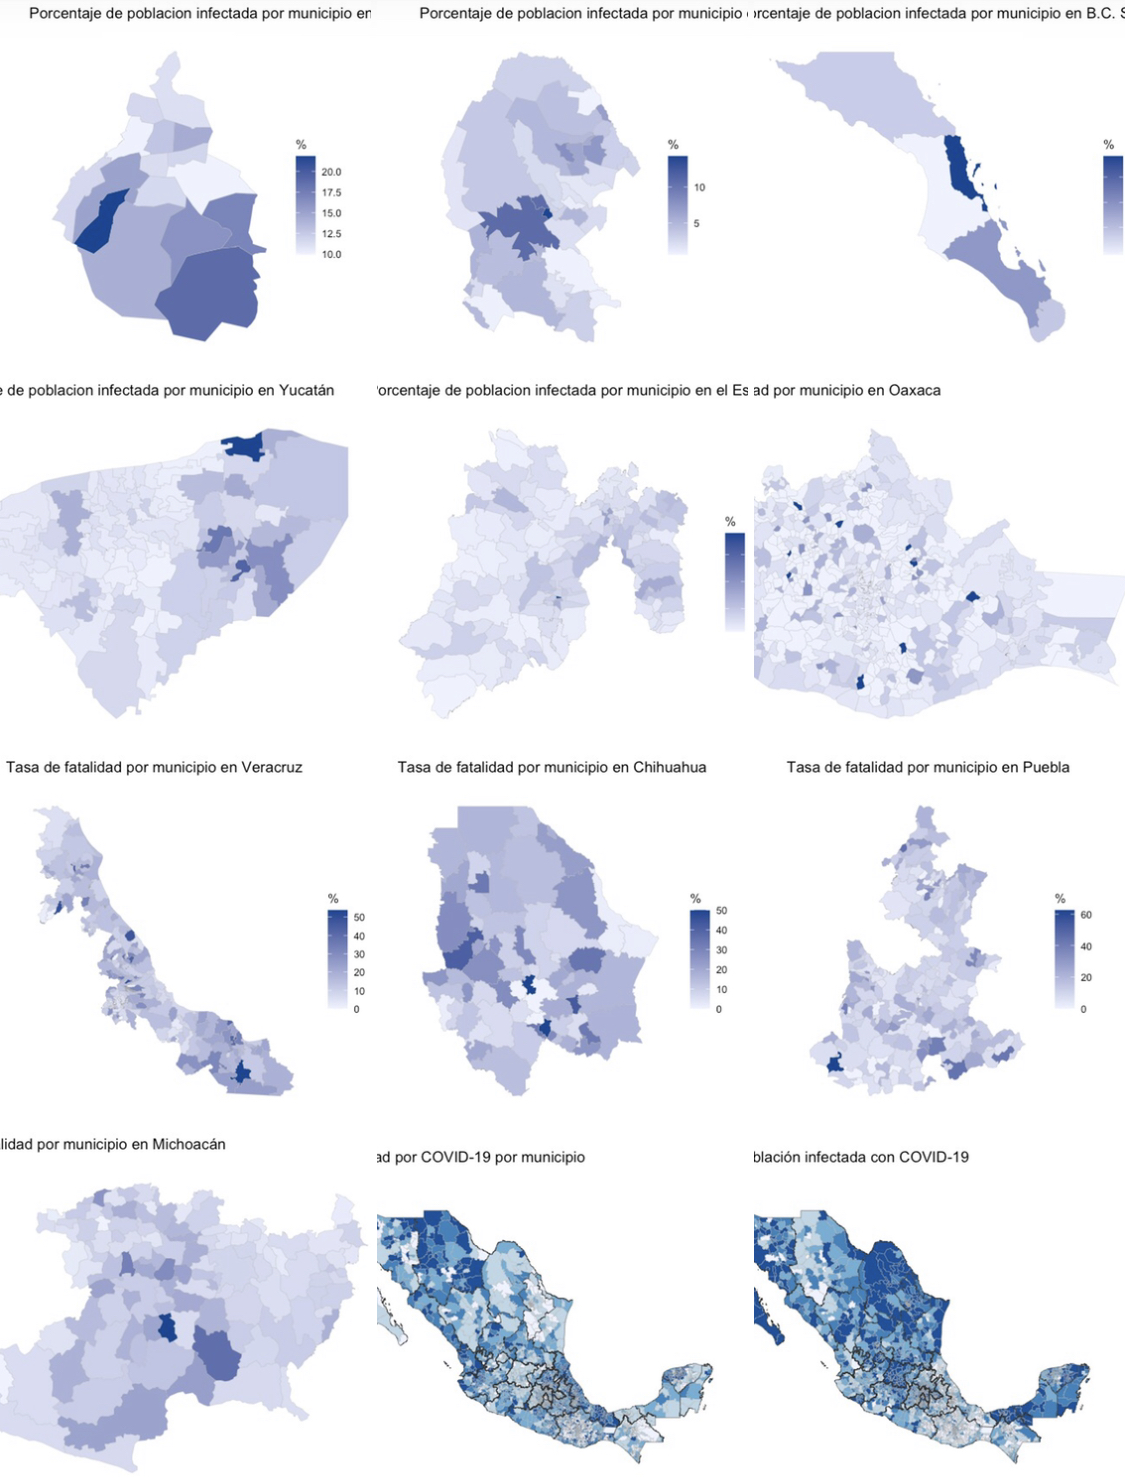 Porcentaje de poblacion infectada por municipio en
Porcentaje de poblacion infectada por municipio
orcentaje de poblacion infectada por municipio en B.C. S
%
20.0
17.5
15.0
12.5
10.0
%
10
5
%
e de poblacion infectada por municipio en Yucatán
Porcentaje de poblacion infectada por municipio en el Es
ad por municipio en Oaxaca
%
Tasa de fatalidad por municipio en Veracruz
Tasa de fatalidad por municipio en Chihuahua
Tasa de fatalidad por municipio en Puebla
%
50
40
30
20
10
0
%
50
40
30
20
10
0
%
60
40
20
0
lidad por municipio en Michoacán
ad por COVID-19 por municipio
blación infectada con COVID-19